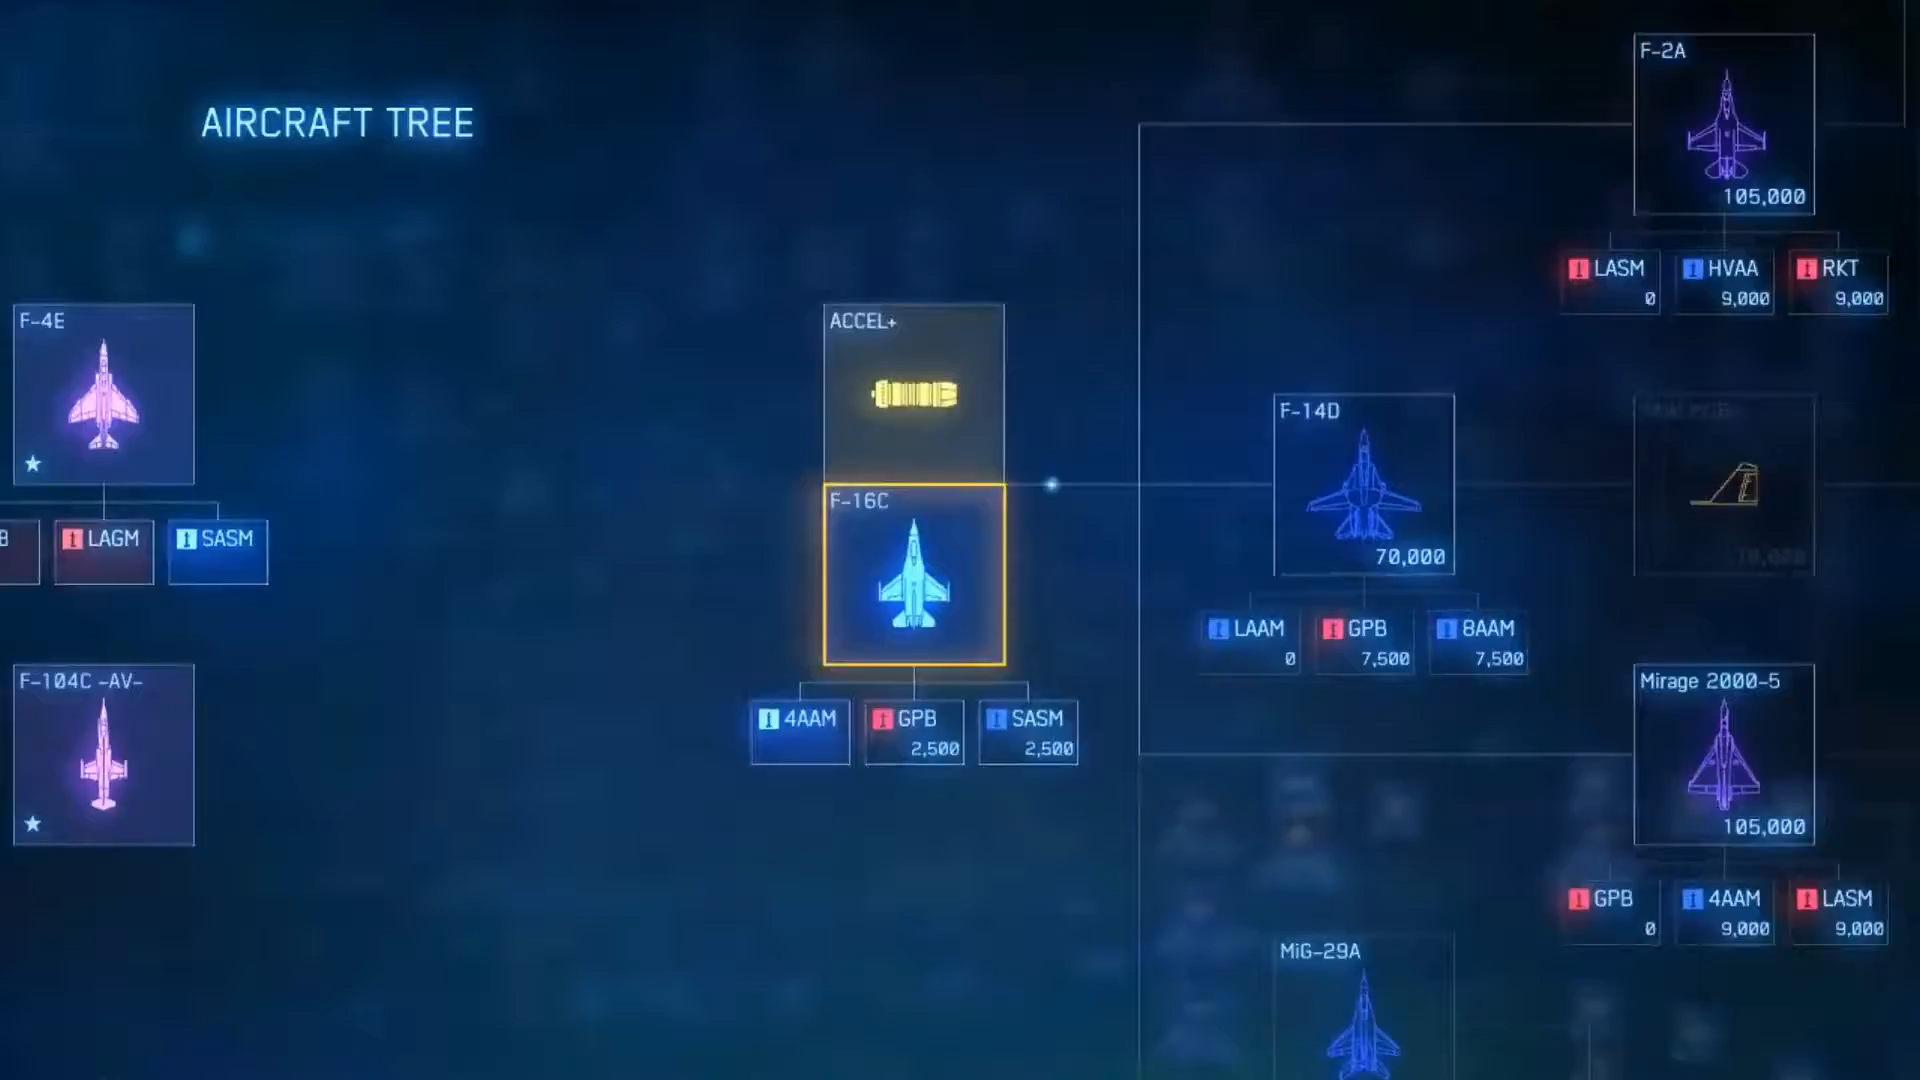 AIRCRAFT TREE
F-2A
105,000
LASM
0
HVAA
9,000
RKT
9,000
F-4E
B
LAGM
SASM
ACCEL+
F-16C
4AAM
GPB
2,500
SASM
2,500
F-14D
70,000
LAAM
0
GPB
7,500
8AAM
7,500
F-104C -AV-
Mirage 2000-5
105,000
GPB
0
4AAM
9,000
LASM
9,000
MiG-29A